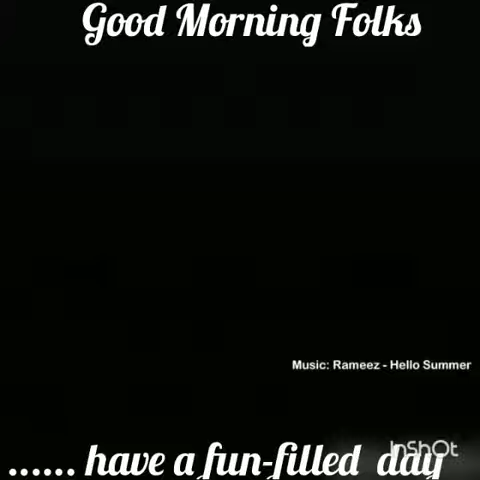 Good Morning Folks
Music: Rameez - Hello Summer
InShOt
...... have a fun-filled day